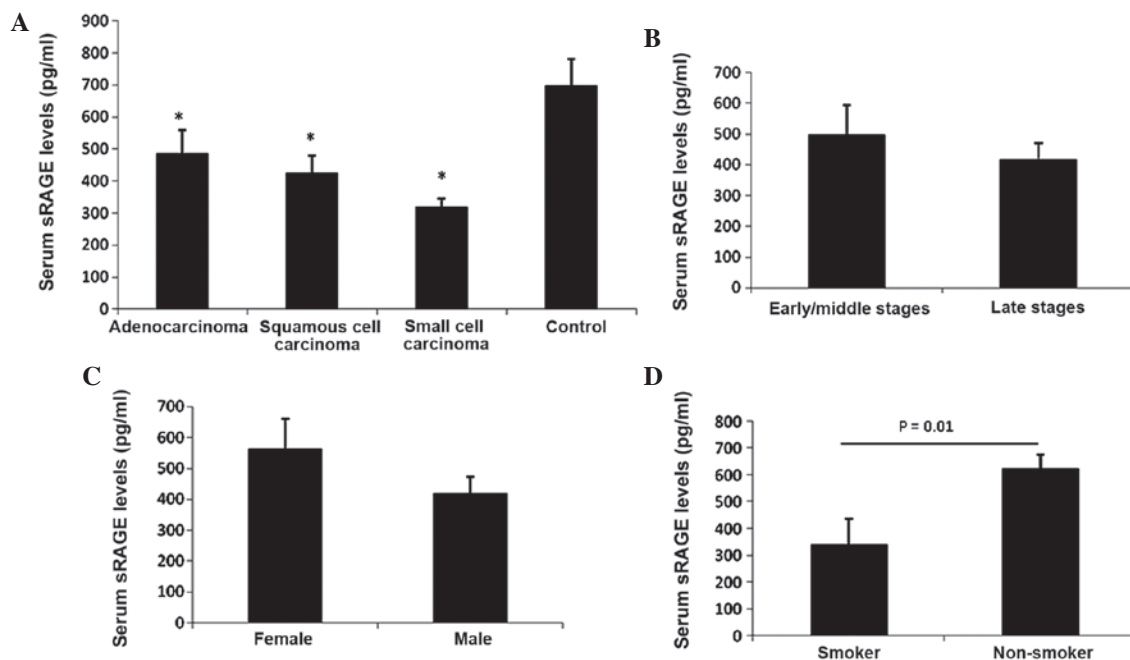 A
Serum sRAGE levels (pg/ml)
900
800
700
600
500
400
300
200
100
0
*
*
*
Adenocarcinoma
Squamous cell
carcinoma
Small cell
carcinoma
Control
B
Serum sRAGE levels (pg/ml)
700
600
500
400
300
200
100
0
Early/middle stages
Late stages
C
Serum sRAGE levels (pg/ml)
700
600
500
400
300
200
100
0
Female
Male
D
Serum sRAGE levels (pg/ml)
800
700
600
500
400
300
200
100
0
P = 0.01
Smoker
Non-smoker